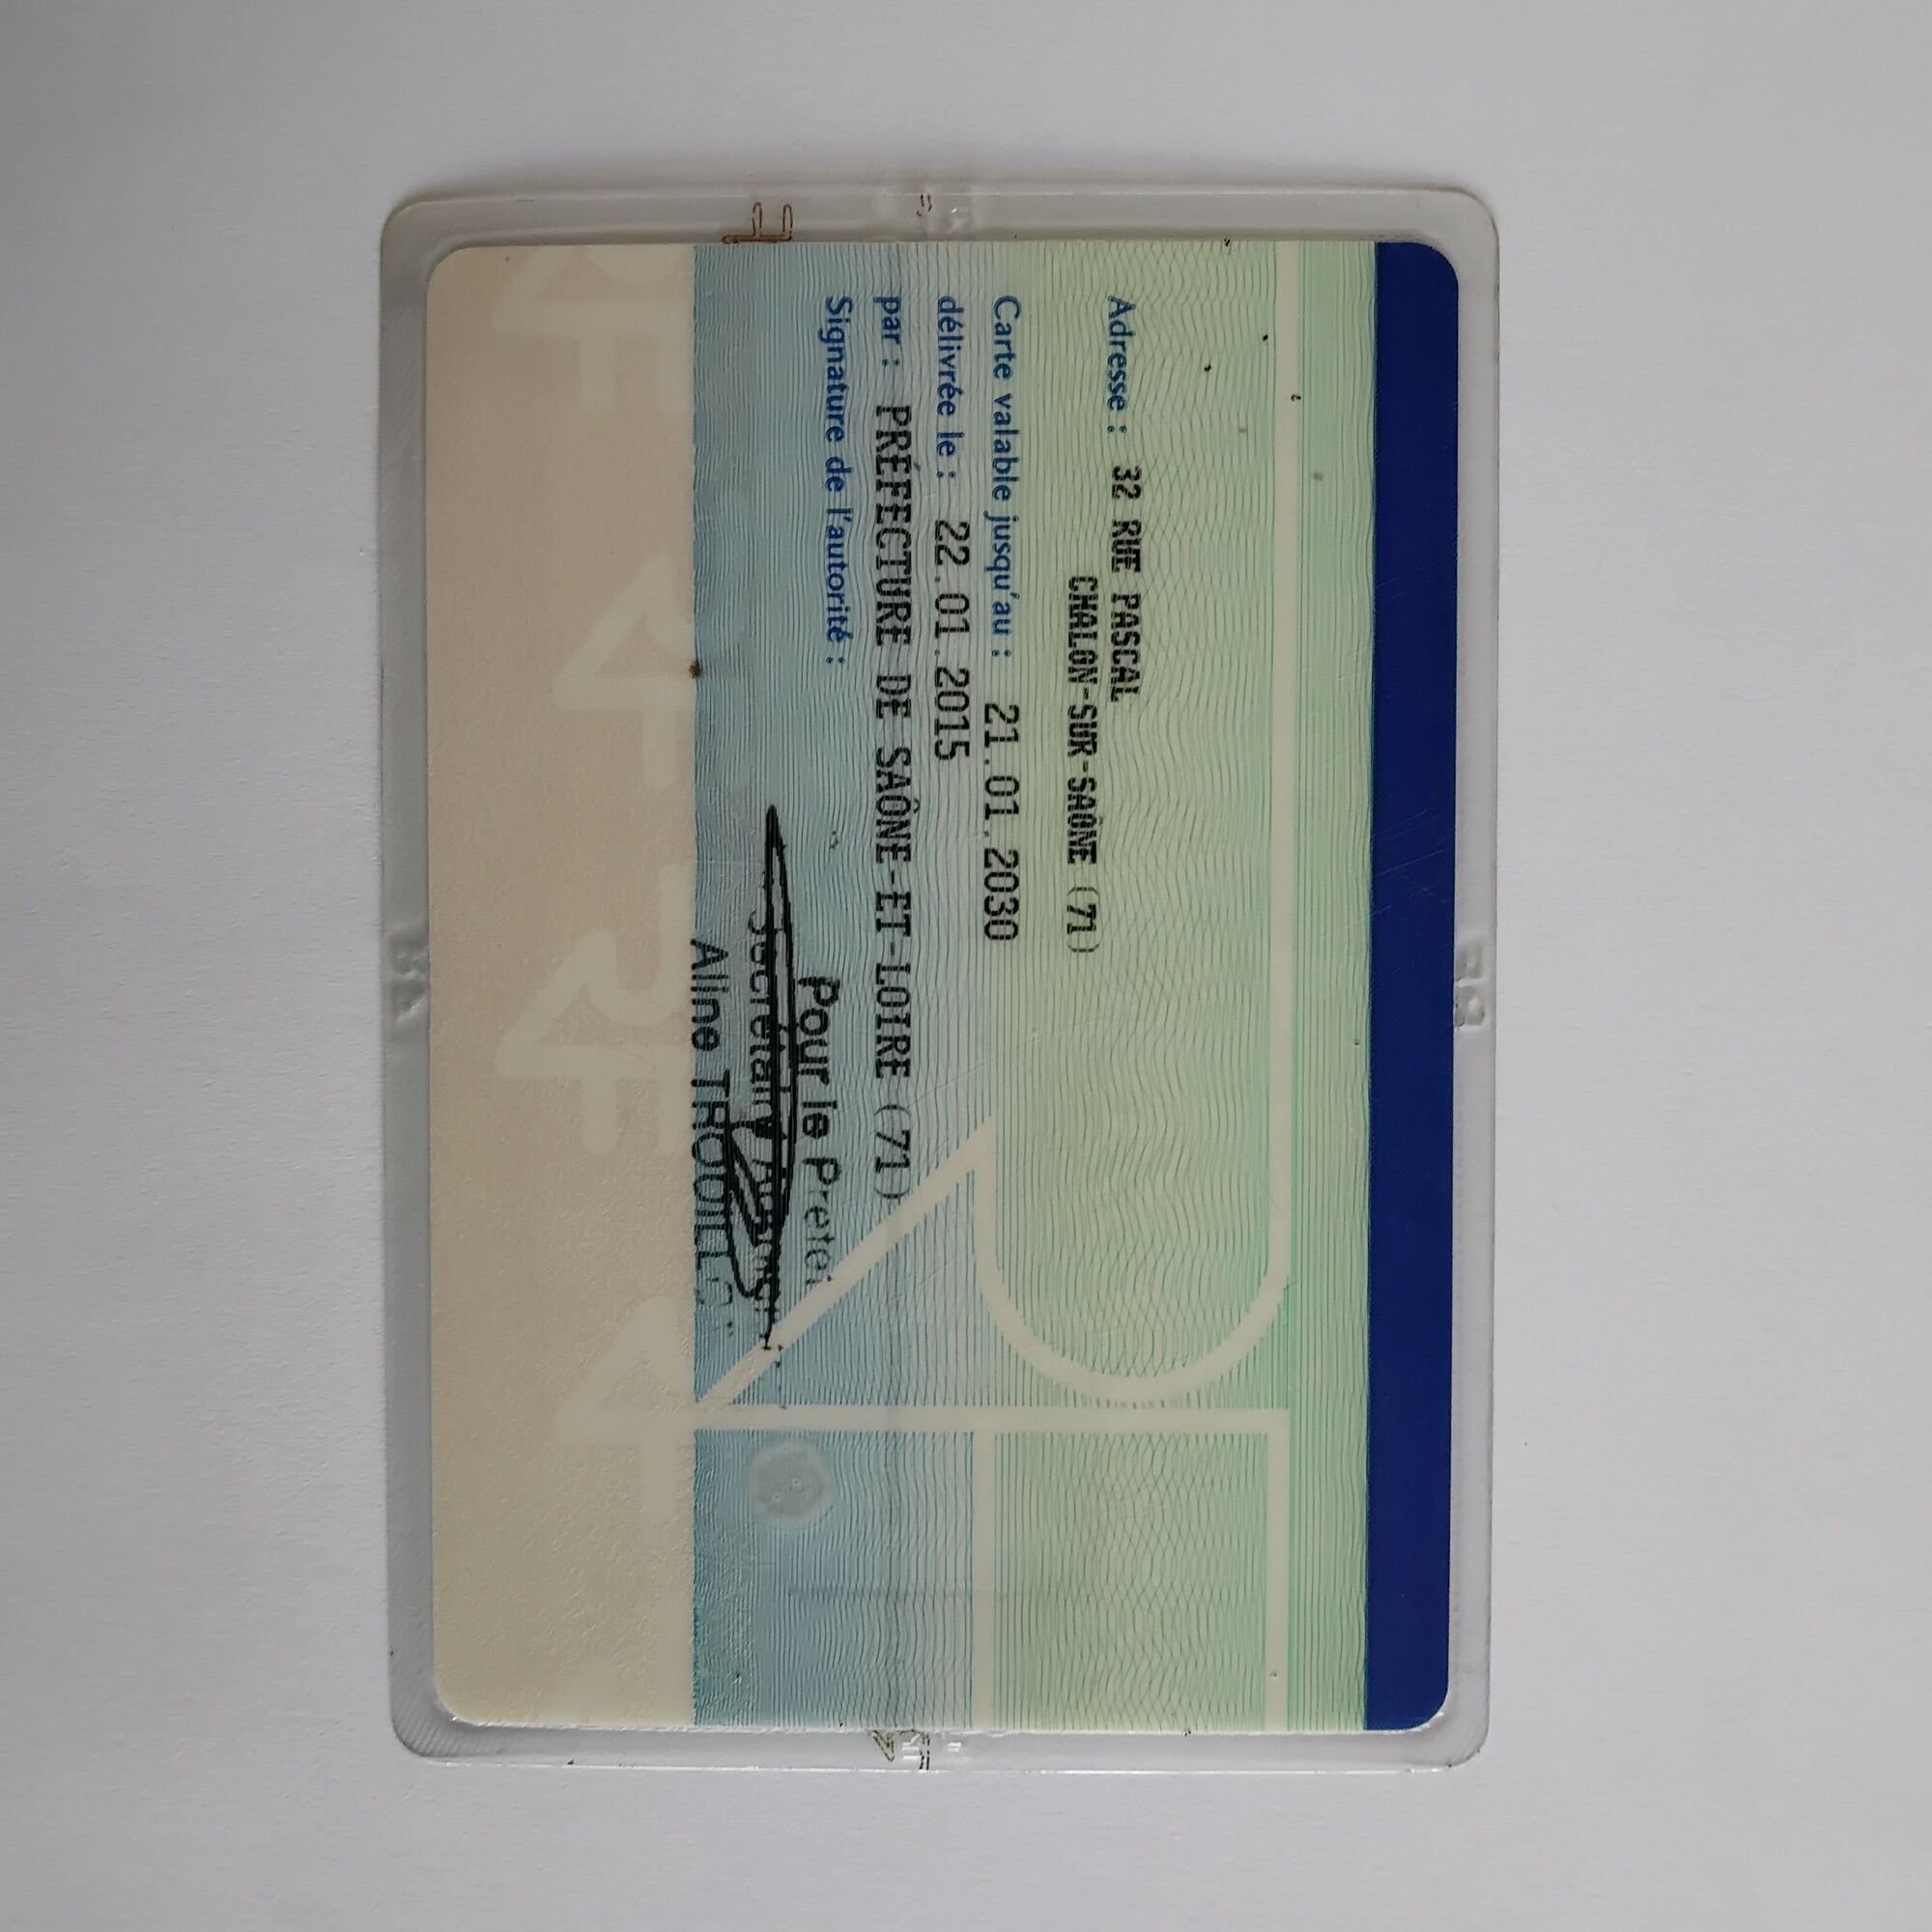 Adresse : 32 RUE PASCAL
CHALON-SUR-SAÔNE (71)
Carte valable jusqu'au : 21.01.2030
délivrée le : 22.01.2015
par : PRÉFECTURE DE SAÔNE-ET-LOIRE (71)
Signature de l'autorité :
Pour le Préfet
Aline
RF